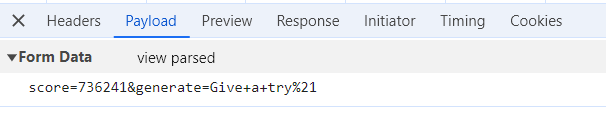 Headers Payload Preview Response Initiator Timing Cookies
Form Data view parsed
score=736241&generate=Give+a+try%21